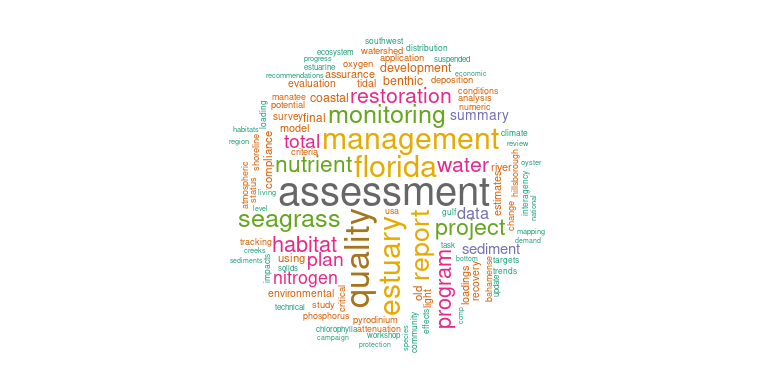 southwest
ecosystem
watershed
distribution
progress
application
suspended
estuarine
oxygen
development
economic
recommendations
assurance
tidal
benthic
deposition
evaluation
manatee
coastal
restoration
conditions
analysis
potential
numeric
loading
survey
final
monitoring
summary
habitats
model
climate
region
shoreline
compliance
total
management
review
criteria
nutrient
florida
water
river
hillsborough
oyster
atmospheric
status
living
assessment
estimates
interagency
national
level
seagrass
quality
usa
estuary
report
gulf
data
change
project
mapping
demand
tracking
creeks
habitat
task
sediment
sediments
using
plan
program
bottom
targets
impacts
solids
nitrogen
loadings
recovery
bahamense
trends
update
environmental
critical
old
light
technical
study
phosphorus
pyrodinium
effects
comp
chlorophylla
attenuation
campaign
workshop
protection
species
community